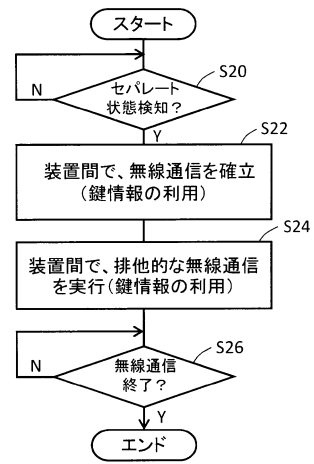 スタート
S20
セパレート
状態検知？
N
Y
S22
装置間で、無線通信を確立
（鍵情報の利用）
S24
装置間で、排他的な無線通信
を実行（鍵情報の利用）
S26
無線通信
終了？
N
Y
エンド